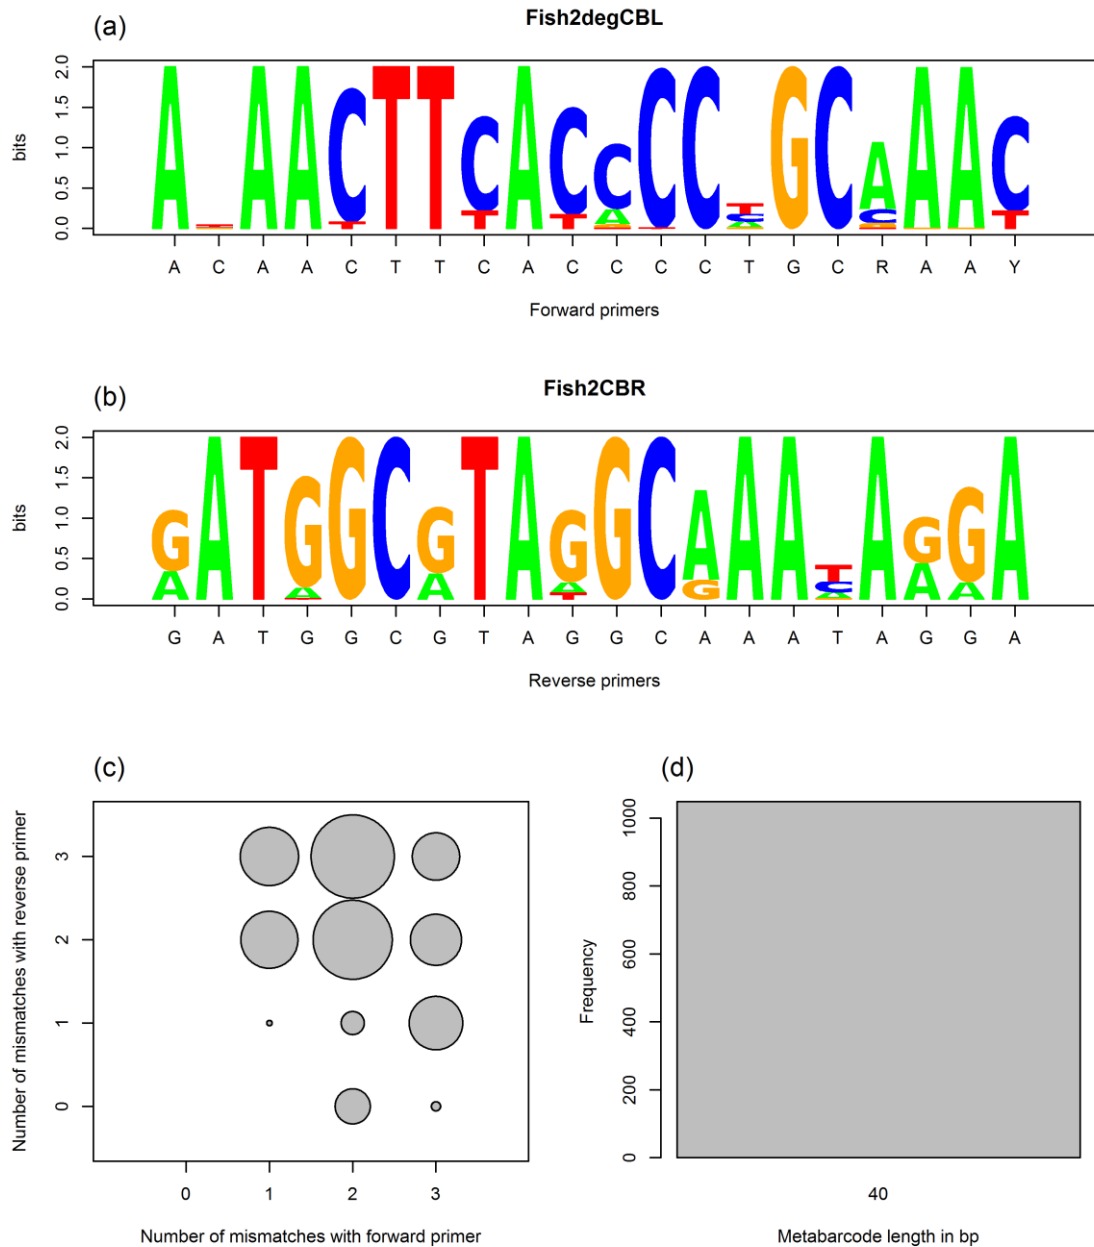 (a)
Fish2degCBL
bits
0.0 0.5 1.0 1.5 2.0
A C A A C T T C A C C C C T G C R A A Y
Forward primers
(b)
Fish2CBR
bits
0.0 0.5 1.0 1.5 2.0
G A T G G C G T A G G C A A A T A G G A
Reverse primers
(c)
Number of mismatches with reverse primer
0 1 2 3
0 1 2 3
Number of mismatches with forward primer
(d)
Frequency
0 200 400 600 800 1000
40
Metabarcode length in bp